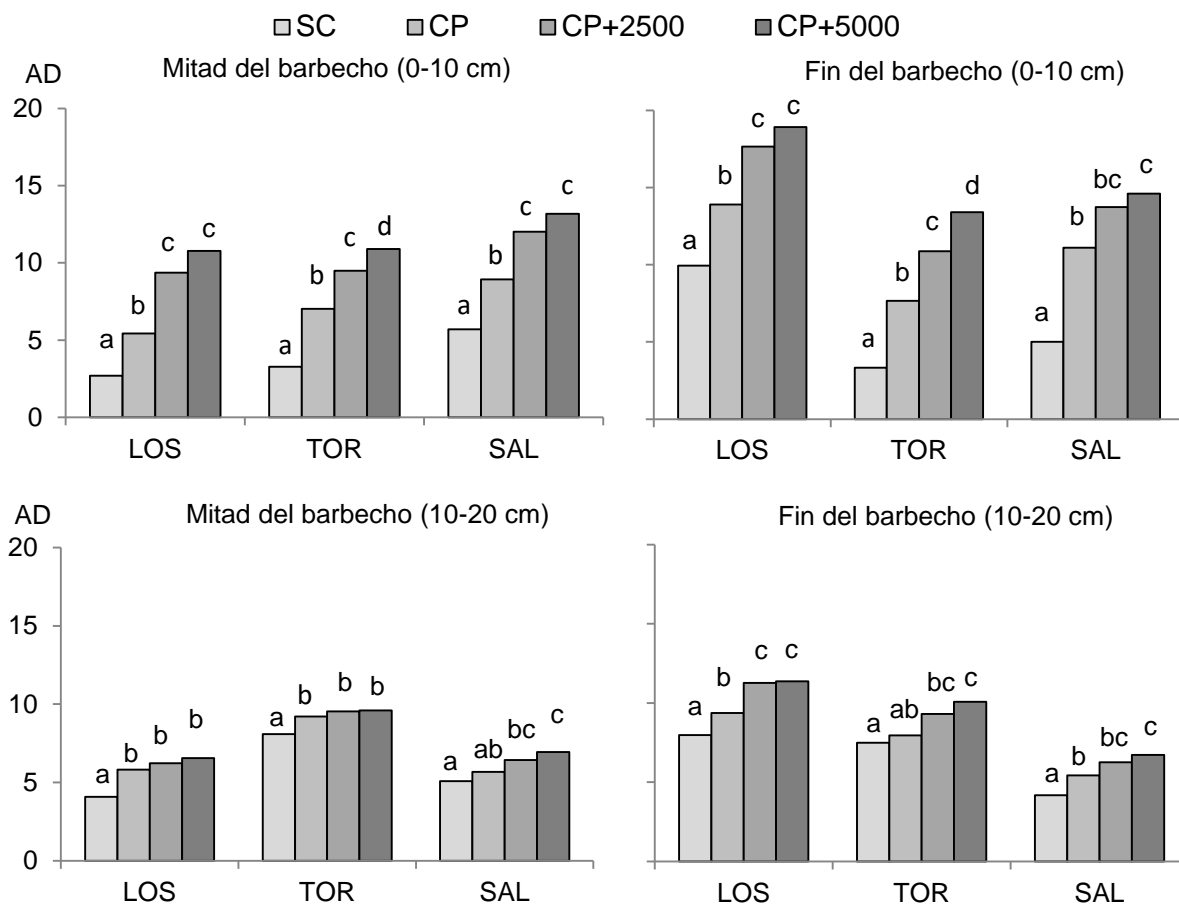 SC CP CP+2500 CP+5000
AD Mitad del barbecho (0-10 cm)
20
15
10
5
0
a b c c
a b c d
a b c c
LOS TOR SAL
Fin del barbecho (0-10 cm)
a b c c
a b c d
a b bc c
LOS TOR SAL
AD Mitad del barbecho (10-20 cm)
20
15
10
5
0
a b b b
a b b b
a ab bc c
LOS TOR SAL
Fin del barbecho (10-20 cm)
a b c c
a ab bc c
a b bc c
LOS TOR SAL